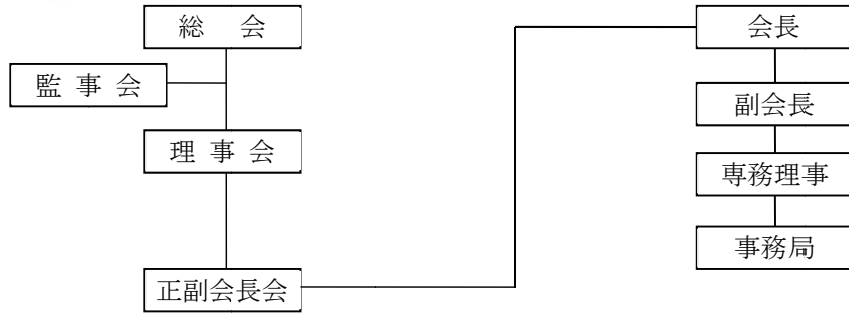 総　会
監 事 会
理 事 会
正副会長会
会長
副会長
専務理事
事務局